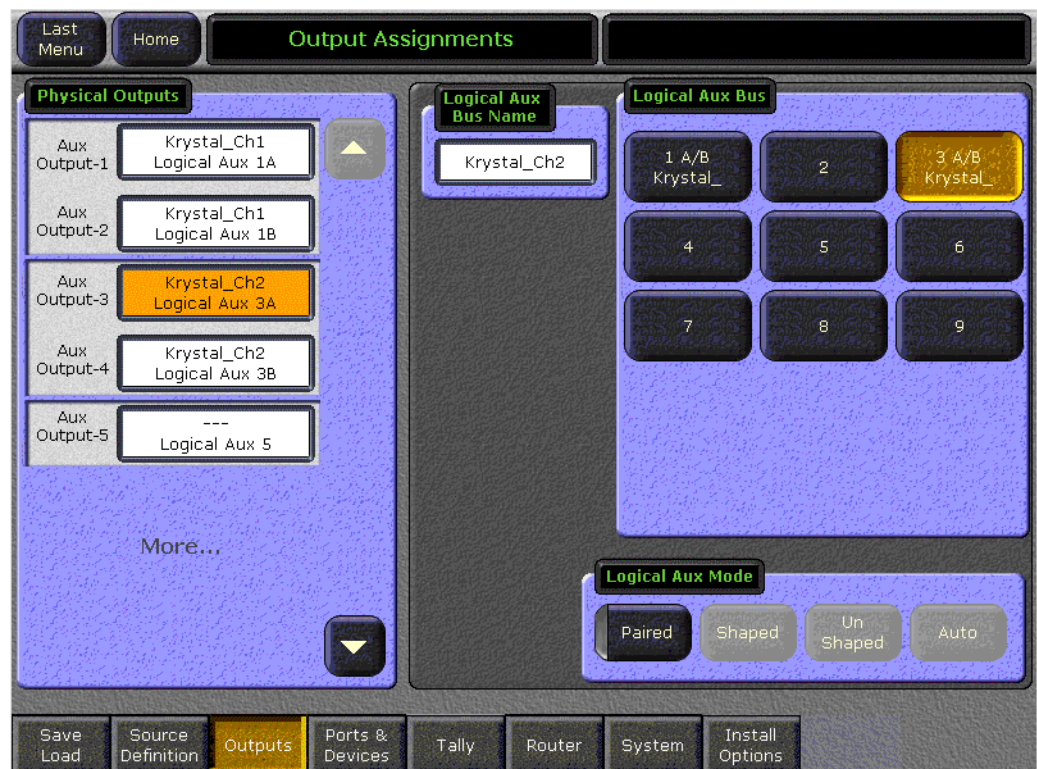 Last
Menu
Home
Output Assignments
Physical Outputs
Aux
Output-1
Krystal_Ch1
Logical Aux 1A
Aux
Output-2
Krystal_Ch1
Logical Aux 1B
Aux
Output-3
Krystal_Ch2
Logical Aux 3A
Aux
Output-4
Krystal_Ch2
Logical Aux 3B
Aux
Output-5
---
Logical Aux 5
More...
Logical Aux
Bus Name
Krystal_Ch2
Logical Aux Bus
1 A/B
Krystal_
2
3 A/B
Krystal_
4
5
6
7
8
9
Logical Aux Mode
Paired
Shaped
Un
Shaped
Auto
Save
Load
Source
Definition
Outputs
Ports &
Devices
Tally
Router
System
Install
Options